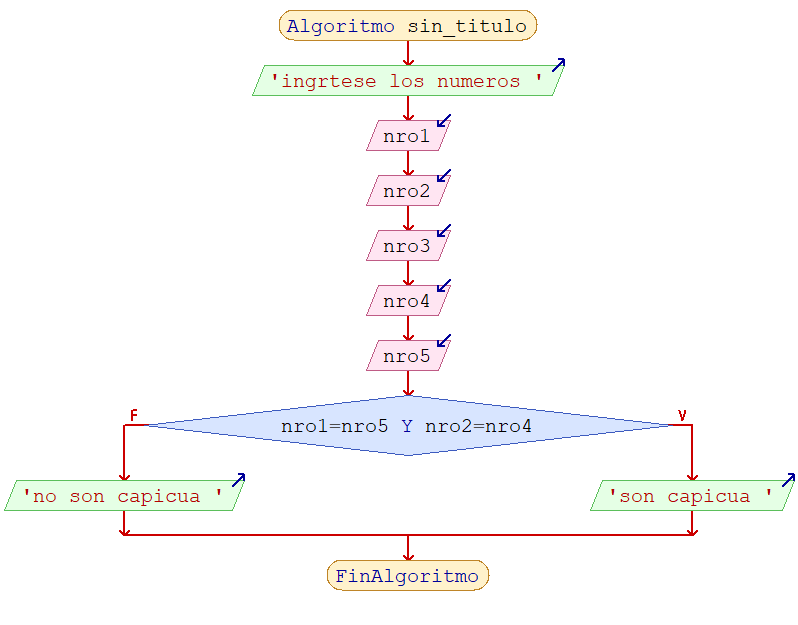 Algoritmo sin_titulo
'ingrtese los numeros '
nro1
nro2
nro3
nro4
nro5
F
V
nro1=nro5 Y nro2=nro4
'no son capicua '
'son capicua '
FinAlgoritmo